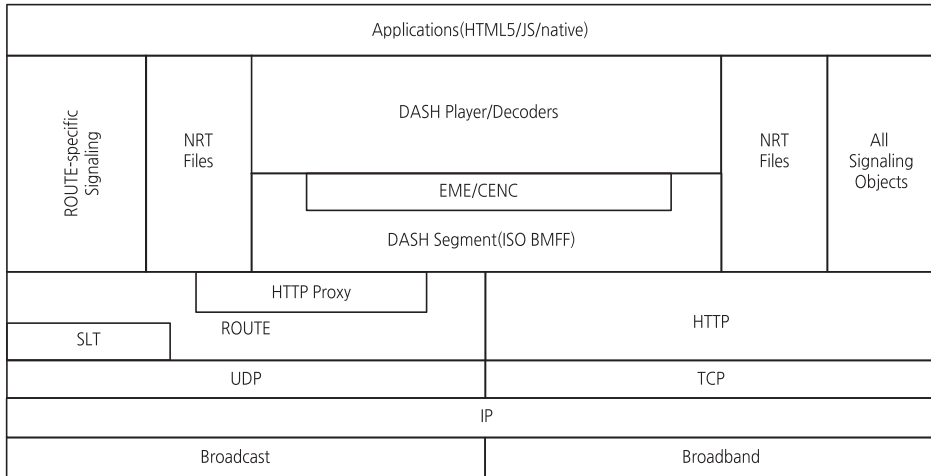 Applications(HTML5/JS/native)
ROUTE-specific
Signaling
NRT
Files
DASH Player/Decoders
NRT
Files
All
Signaling
Objects
EME/CENC
DASH Segment(ISO BMFF)
HTTP Proxy
ROUTE
HTTP
SLT
UDP
TCP
IP
Broadcast
Broadband